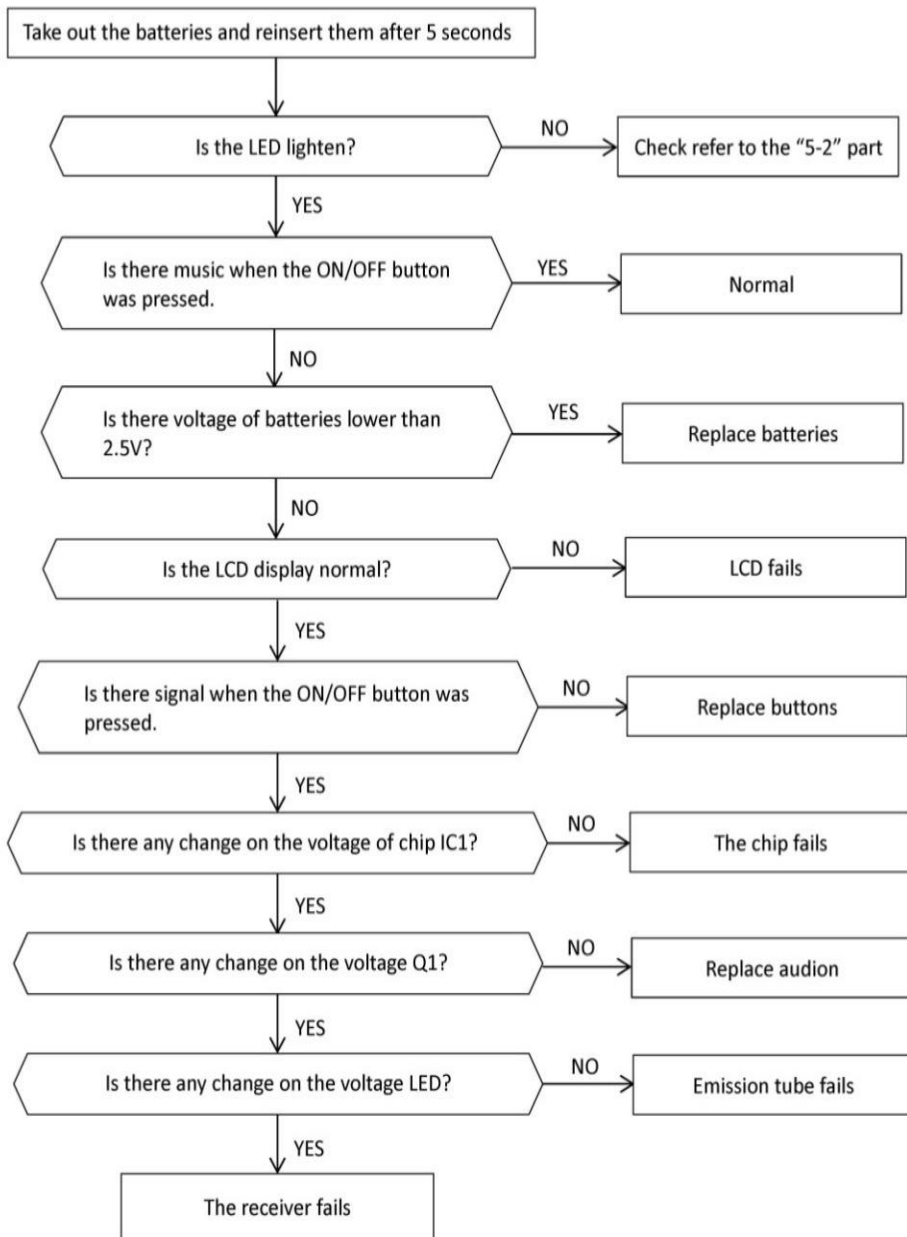 Take out the batteries and reinsert them after 5 seconds
Is the LED lighten?
NO
Check refer to the “5-2” part
YES
Is there music when the ON/OFF button
was pressed.
YES
Normal
NO
Is there voltage of batteries lower than
2.5V?
YES
Replace batteries
NO
Is the LCD display normal?
NO
LCD fails
YES
Is there signal when the ON/OFF button was
pressed.
NO
Replace buttons
YES
Is there any change on the voltage of chip IC1?
NO
The chip fails
YES
Is there any change on the voltage Q1?
NO
Replace audion
YES
Is there any change on the voltage LED?
NO
Emission tube fails
YES
The receiver fails